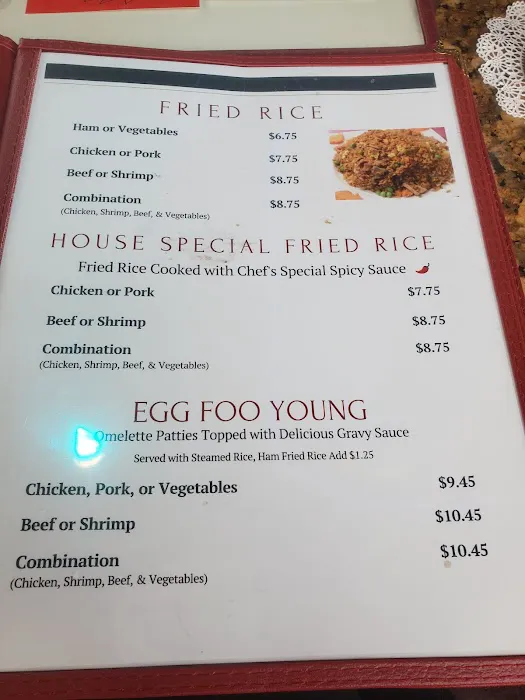 FRIED RICE
Ham or Vegetables $6.75
Chicken or Pork $7.75
Beef or Shrimp $8.75
Combination $8.75
(Chicken, Shrimp, Beef, & Vegetables)
HOUSE SPECIAL FRIED RICE
Fried Rice Cooked with Chef's Special Spicy Sauce
Chicken or Pork $7.75
Beef or Shrimp $8.75
Combination $8.75
(Chicken, Shrimp, Beef, & Vegetables)
EGG FOO YOUNG
Omelette Patties Topped with Delicious Gravy Sauce
Served with Steamed Rice, Ham Fried Rice Add $1.25
Chicken, Pork, or Vegetables $9.45
Beef or Shrimp $10.45
Combination $10.45
(Chicken, Shrimp, Beef, & Vegetables)